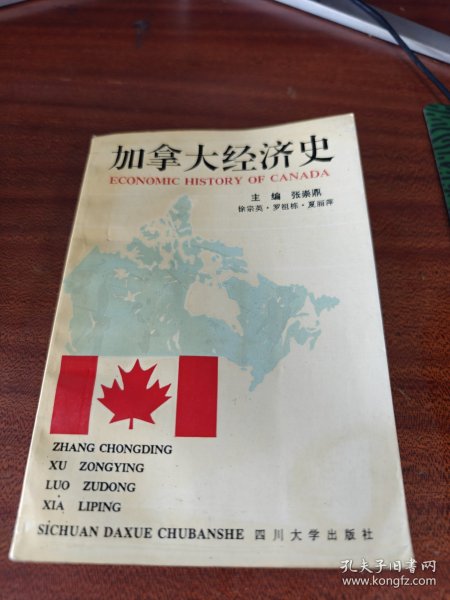 加拿大经济史
ECONOMIC HISTORY OF CANADA
主 编 张崇鼎
徐宗英·罗祖栋·夏丽萍
ZHANG CHONGDING
XU ZONGYING
LUO ZUDONG
XIA LIPING
SICHUAN DAXUE CHUBANSHE 四川大学出版社
孔夫子旧书网
www.kongfz.com